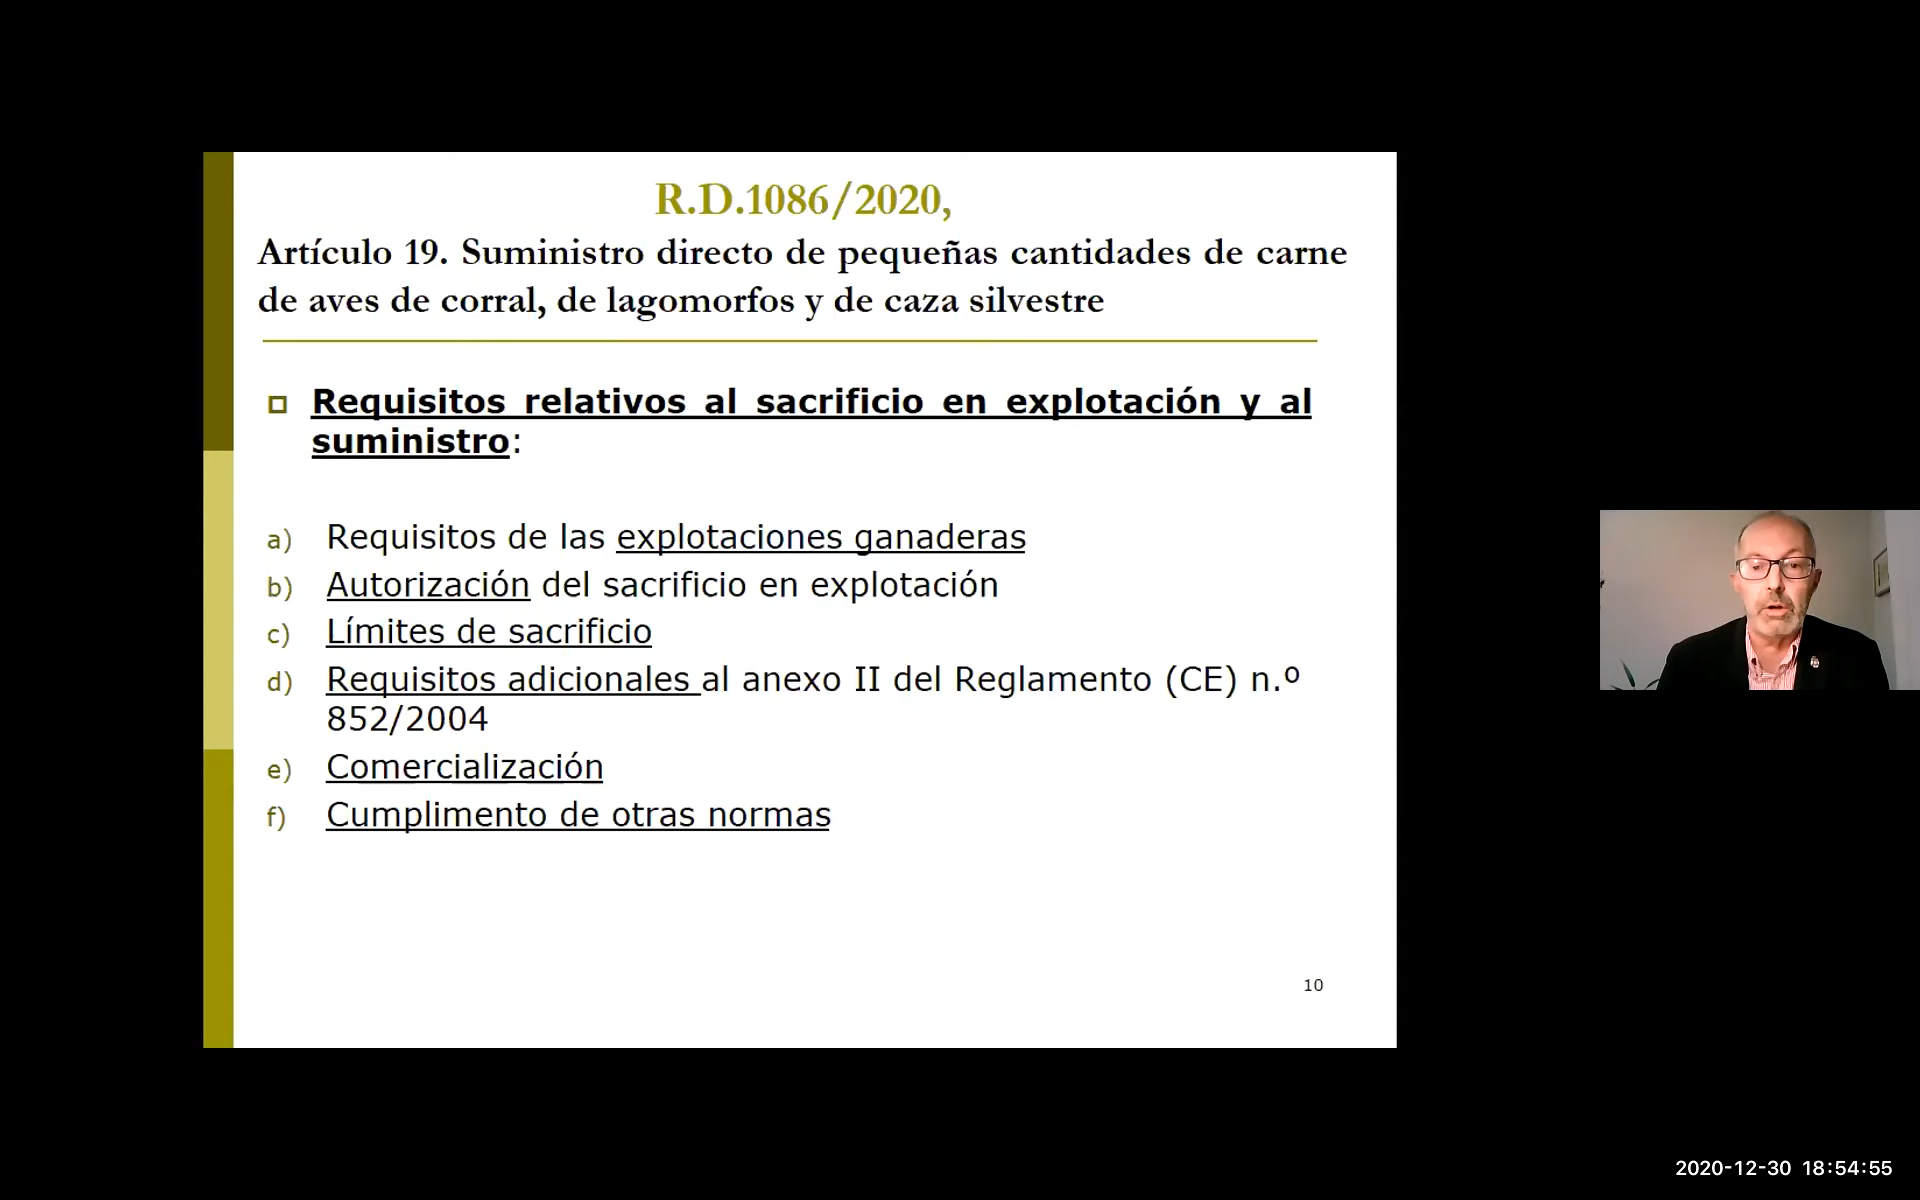 R.D.1086/2020,
Artículo 19. Suministro directo de pequeñas cantidades de carne
de aves de corral, de lagomorfos y de caza silvestre
Requisitos relativos al sacrificio en explotación y al
suministro:
a) Requisitos de las explotaciones ganaderas
b) Autorización del sacrificio en explotación
c) Límites de sacrificio
d) Requisitos adicionales al anexo II del Reglamento (CE) n.º
852/2004
e) Comercialización
f) Cumplimento de otras normas
10
2020-12-30 18:54:55